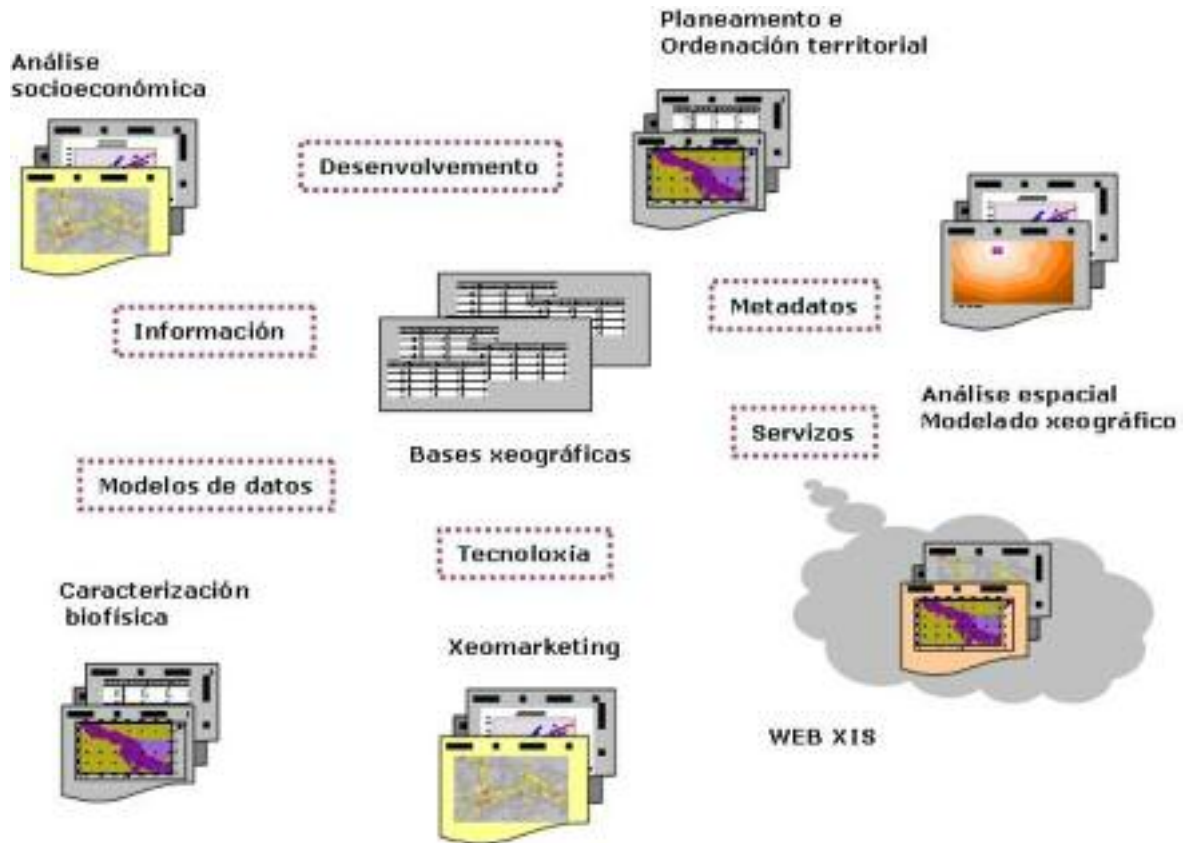 Planeamento e
Ordenación territorial
Análise
socioeconómica
Desenvolvemento
Metadatos
Información
Análise espacial
Modelado xeográfico
Servizos
Bases xeográficas
Modelos de datos
Tecnoloxia
Caracterización
biofísica
Xeomarketing
WEB XIS